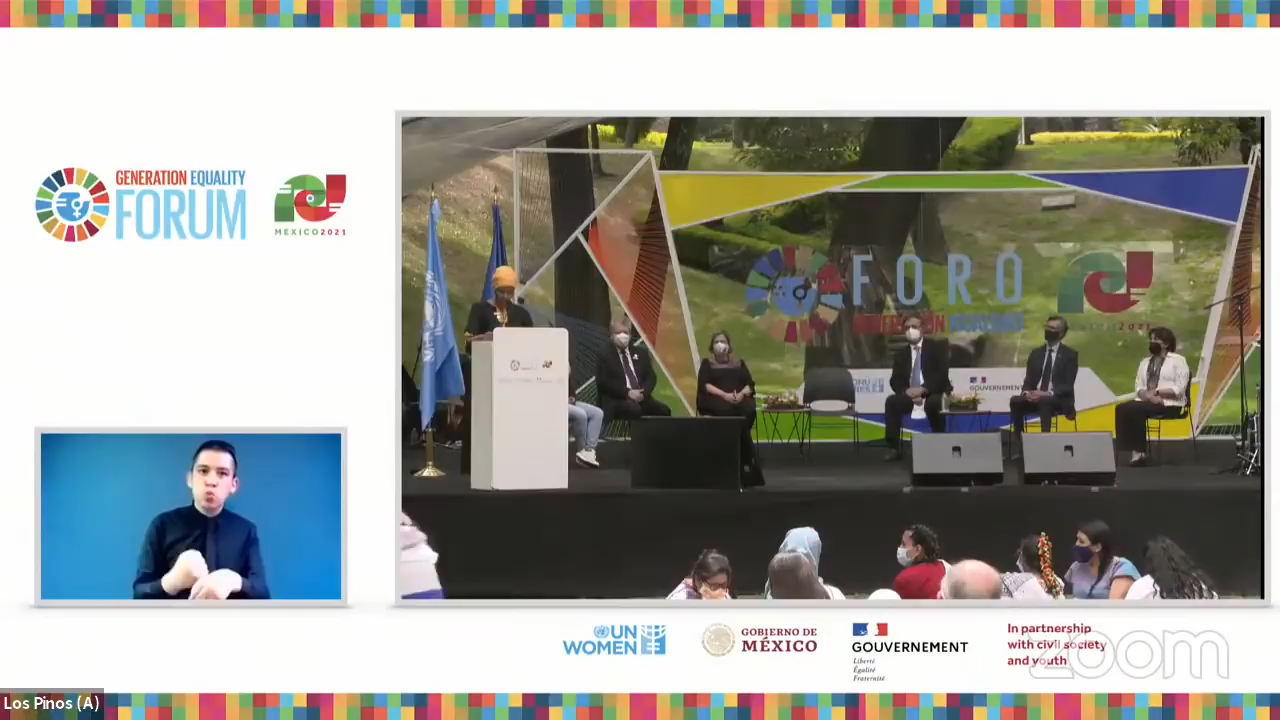 GENERATION EQUALITY
FORUM
MEXICO2021
FORO
UN
WOMEN
GOBIERNO DE
MÉXICO
GOUVERNEMENT
Liberté
Égalité
Fraternité
In partnership
with civil society
and youth
zoom
Los Pinos (A)